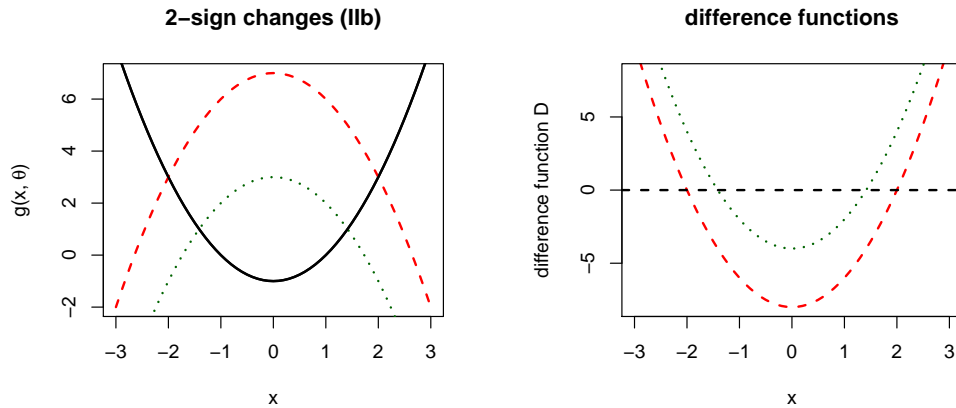 2−sign changes (IIb)
g(x, θ)
6
4
2
0
−2
−3 −2 −1 0 1 2 3
x
difference functions
difference function D
5
0
−5
−3 −2 −1 0 1 2 3
x